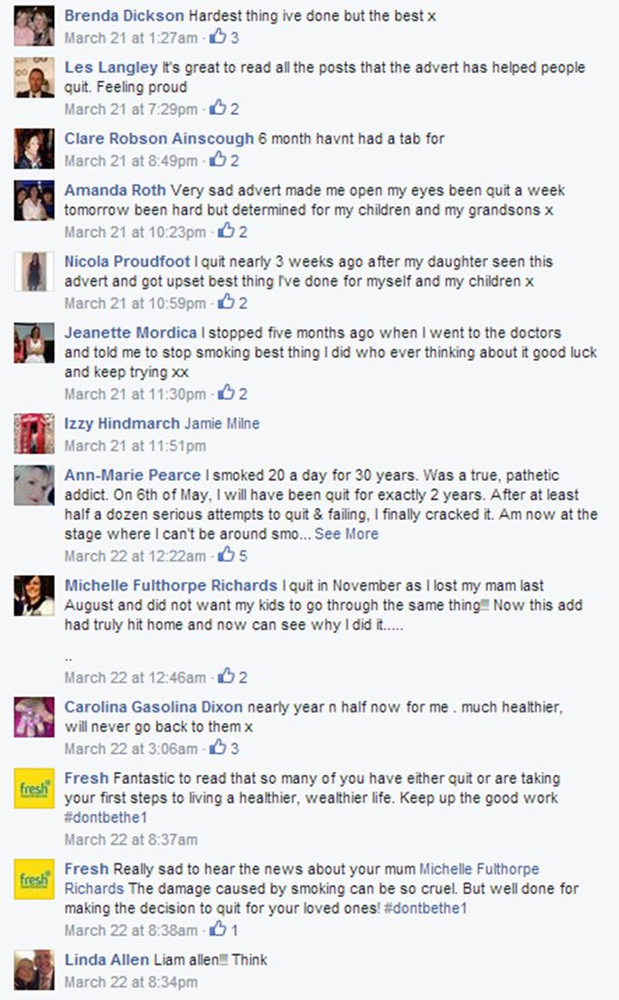 Brenda Dickson Hardest thing ive done but the best x
March 21 at 1:27am · 3
Les Langley It's great to read all the posts that the advert has helped people
quit. Feeling proud
March 21 at 7:29pm · 2
Clare Robson Ainscough 6 month havnt had a tab for
March 21 at 8:49pm · 2
Amanda Roth Very sad advert made me open my eyes been quit a week
tomorrow been hard but determined for my children and my grandsons x
March 21 at 10:23pm · 2
Nicola Proudfoot I quit nearly 3 weeks ago after my daughter seen this
advert and got upset best thing I've done for myself and my children x
March 21 at 10:59pm · 2
Jeanette Mordica I stopped five months ago when I went to the doctors
and told me to stop smoking best thing I did who ever thinking about it good luck
and keep trying xx
March 21 at 11:30pm · 2
Izzy Hindmarch Jamie Milne
March 21 at 11:51pm
Ann-Marie Pearce I smoked 20 a day for 30 years. Was a true, pathetic
addict. On 6th of May, I will have been quit for exactly 2 years. After at least
half a dozen serious attempts to quit & failing, I finally cracked it. Am now at the
stage where I can't be around smo... See More
March 22 at 12:22am · 5
Michelle Fulthorpe Richards I quit in November as I lost my mam last
August and did not want my kids to go through the same thing!!! Now this add
had truly hit home and now can see why I did it.....
..
March 22 at 12:46am · 2
Carolina Gasolina Dixon nearly year n half now for me . much healthier,
will never go back to them x
March 22 at 3:06am · 3
fresh
Fresh Fantastic to read that so many of you have either quit or are taking
your first steps to living a healthier, wealthier life. Keep up the good work
#dontbethe1
March 22 at 8:37am
fresh
Fresh Really sad to hear the news about your mum Michelle Fulthorpe
Richards The damage caused by smoking can be so cruel. But well done for
making the decision to quit for your loved ones! #dontbethe1
March 22 at 8:38am · 1
Linda Allen Liam allen!!! Think
March 22 at 8:34pm